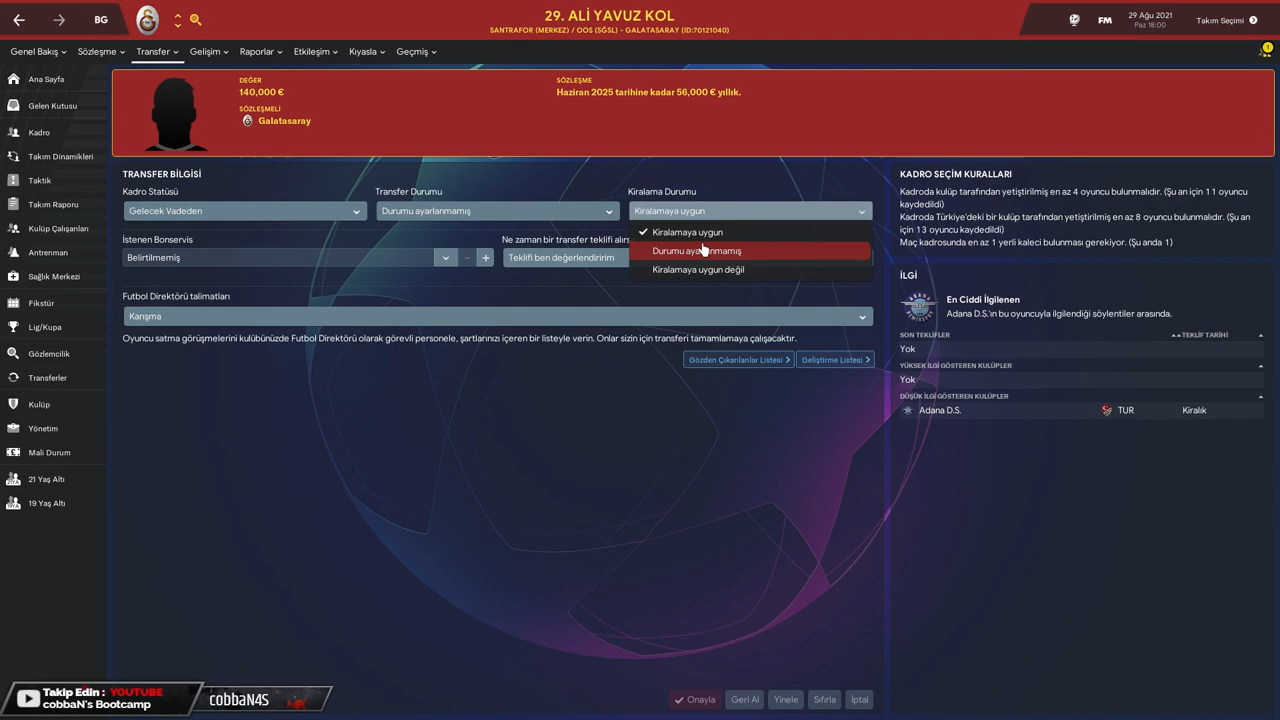 BG
29. ALİ YAVUZ KOL
SANTRAFOR (MERKEZ) / OOS (SĞSL) - GALATASARAY (ID:70121040)
FM
29 Ağu 2021
Paz 18:00
Takım Seçimi
Genel Bakış
Sözleşme
Transfer
Gelişim
Raporlar
Etkileşim
Kıyasla
Geçmiş
1
Ana Sayfa
Gelen Kutusu
Kadro
Takım Dinamikleri
Taktik
Takım Raporu
Kulüp Çalışanları
Antrenman
Sağlık Merkezi
Fikstür
Lig/Kupa
Gözlemcilik
Transferler
Kulüp
Yönetim
Mali Durum
21 Yaş Altı
19 Yaş Altı
DEĞER
140,000 €
SÖZLEŞMELİ
Galatasaray
SÖZLEŞME
Haziran 2025 tarihine kadar 56,000 € yıllık.
TRANSFER BİLGİSİ
Kadro Statüsü
Gelecek Vadeden
Transfer Durumu
Durumu ayarlanmamış
Kiralama Durumu
Kiralamaya uygun
Kiralamaya uygun
Durumu ayarlanmamış
Kiralamaya uygun değil
İstenen Bonservis
Belirtilmemiş
Ne zaman bir transfer teklifi alırs
Teklifi ben değerlendiririm
Futbol Direktörü talimatları
Karışma
Oyuncu satma görüşmelerini kulübünüzde Futbol Direktörü olarak görevli personele, şartlarınızı içeren bir listeyle verin. Onlar sizin için transferi tamamlamaya çalışacaktır.
Gözden Çıkarılanlar Listesi
Geliştirme Listesi
KADRO SEÇİM KURALLARI
Kadroda kulüp tarafından yetiştirilmiş en az 4 oyuncu bulunmalıdır. (Şu an için 11 oyuncu
kaydedildi)
Kadroda Türkiye'deki bir kulüp tarafından yetiştirilmiş en az 8 oyuncu bulunmalıdır. (Şu an
için 13 oyuncu kaydedildi)
Maç kadrosunda en az 1 yerli kaleci bulunması gerekiyor. (Şu anda 1)
İLGİ
En Ciddi İlgilenen
Adana D.S.'ın bu oyuncuyla ilgilendiği söylentiler arasında.
SON TEKLİFLER
TEKLİF TARİHİ
Yok
YÜKSEK İLGİ GÖSTEREN KULÜPLER
Yok
DÜŞÜK İLGİ GÖSTEREN KULÜPLER
Adana D.S.
TUR
Kiralık
Onayla
Geri Al
Yinele
Sıfırla
İptal
Takip Edin : YOUTUBE
cobbaN's Bootcamp
cobbaN4S